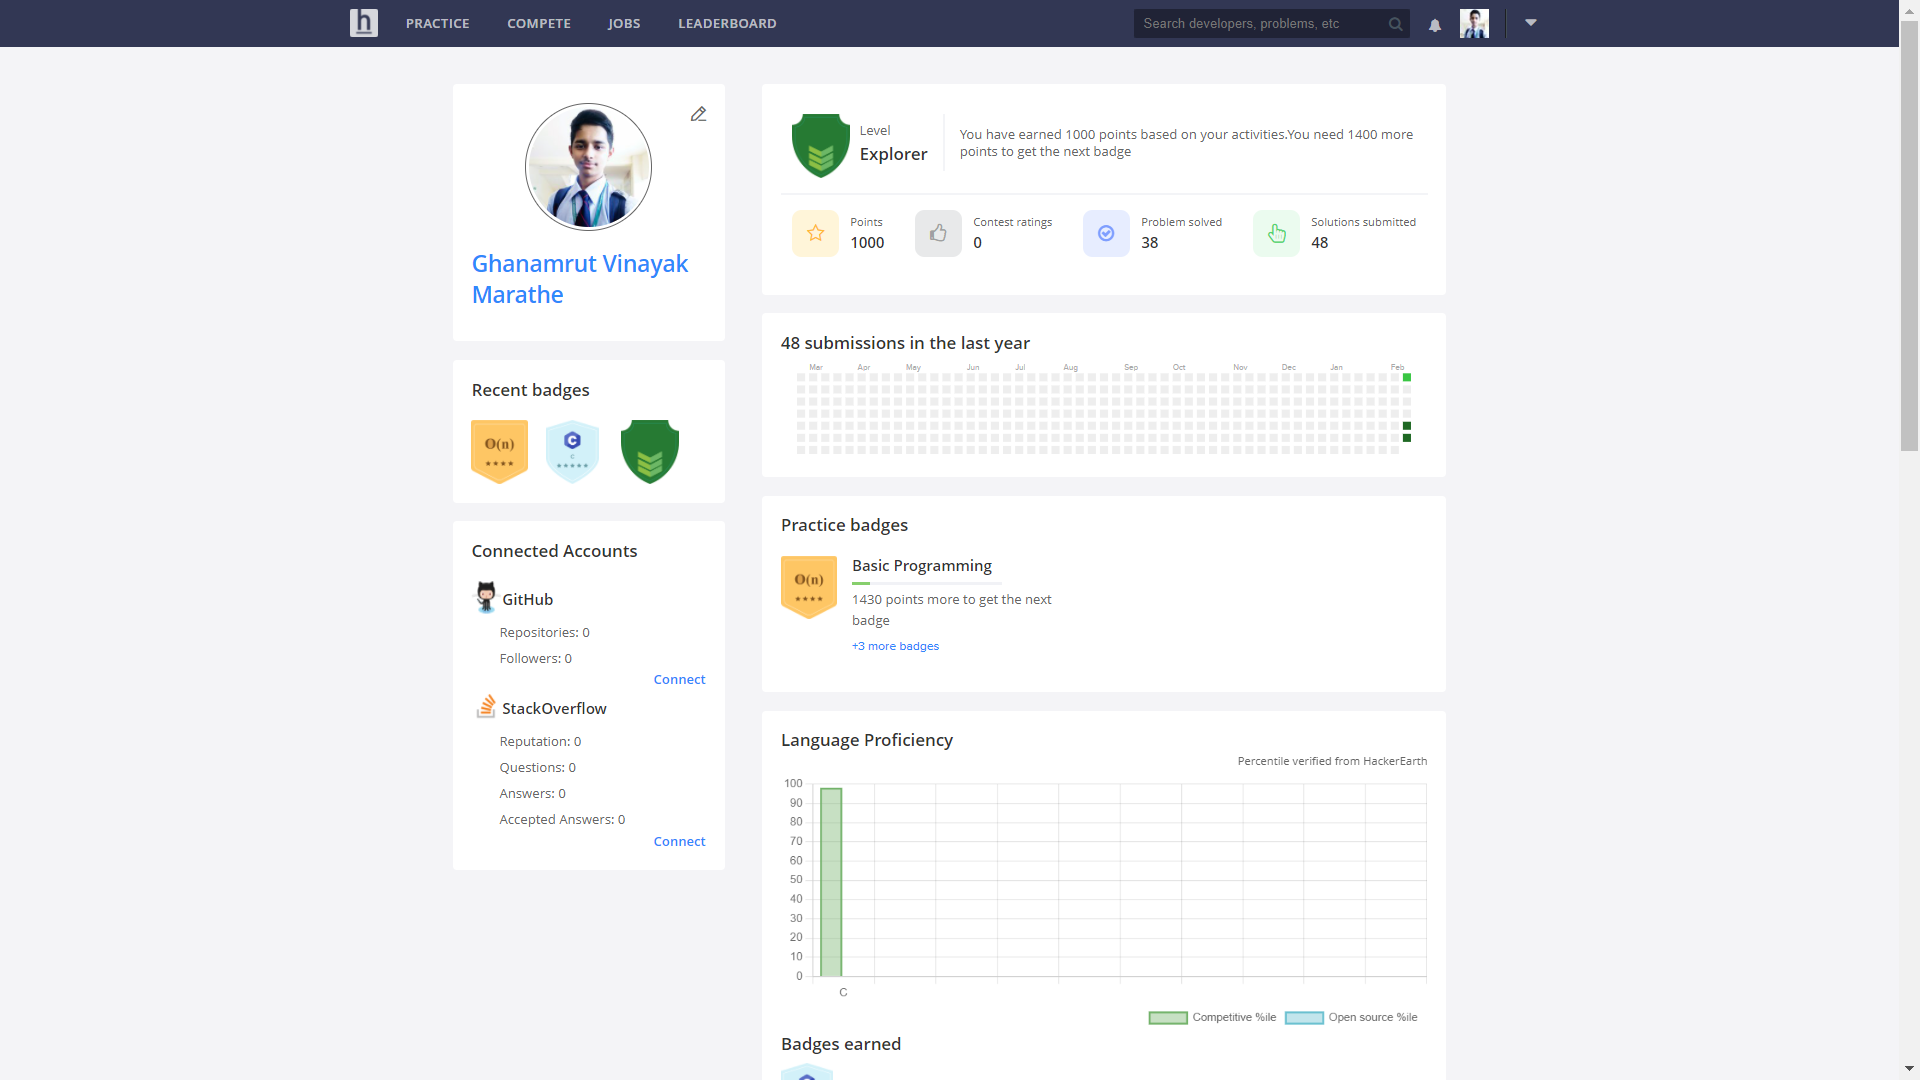 h PRACTICE COMPETE JOBS LEADERBOARD Search developers, problems, etc
Ghanamrut Vinayak
Marathe
Recent badges
O(n)
C
C
Connected Accounts
GitHub
Repositories: 0
Followers: 0
Connect
StackOverflow
Reputation: 0
Questions: 0
Answers: 0
Accepted Answers: 0
Connect
Level
Explorer
You have earned 1000 points based on your activities.You need 1400 more
points to get the next badge
Points
1000
Contest ratings
0
Problem solved
38
Solutions submitted
48
48 submissions in the last year
Mar Apr May Jun Jul Aug Sep Oct Nov Dec Jan Feb
Practice badges
O(n)
Basic Programming
1430 points more to get the next
badge
+3 more badges
Language Proficiency
Percentile verified from HackerEarth
100
90
80
70
60
50
40
30
20
10
0
C
Competitive %ile Open source %ile
Badges earned